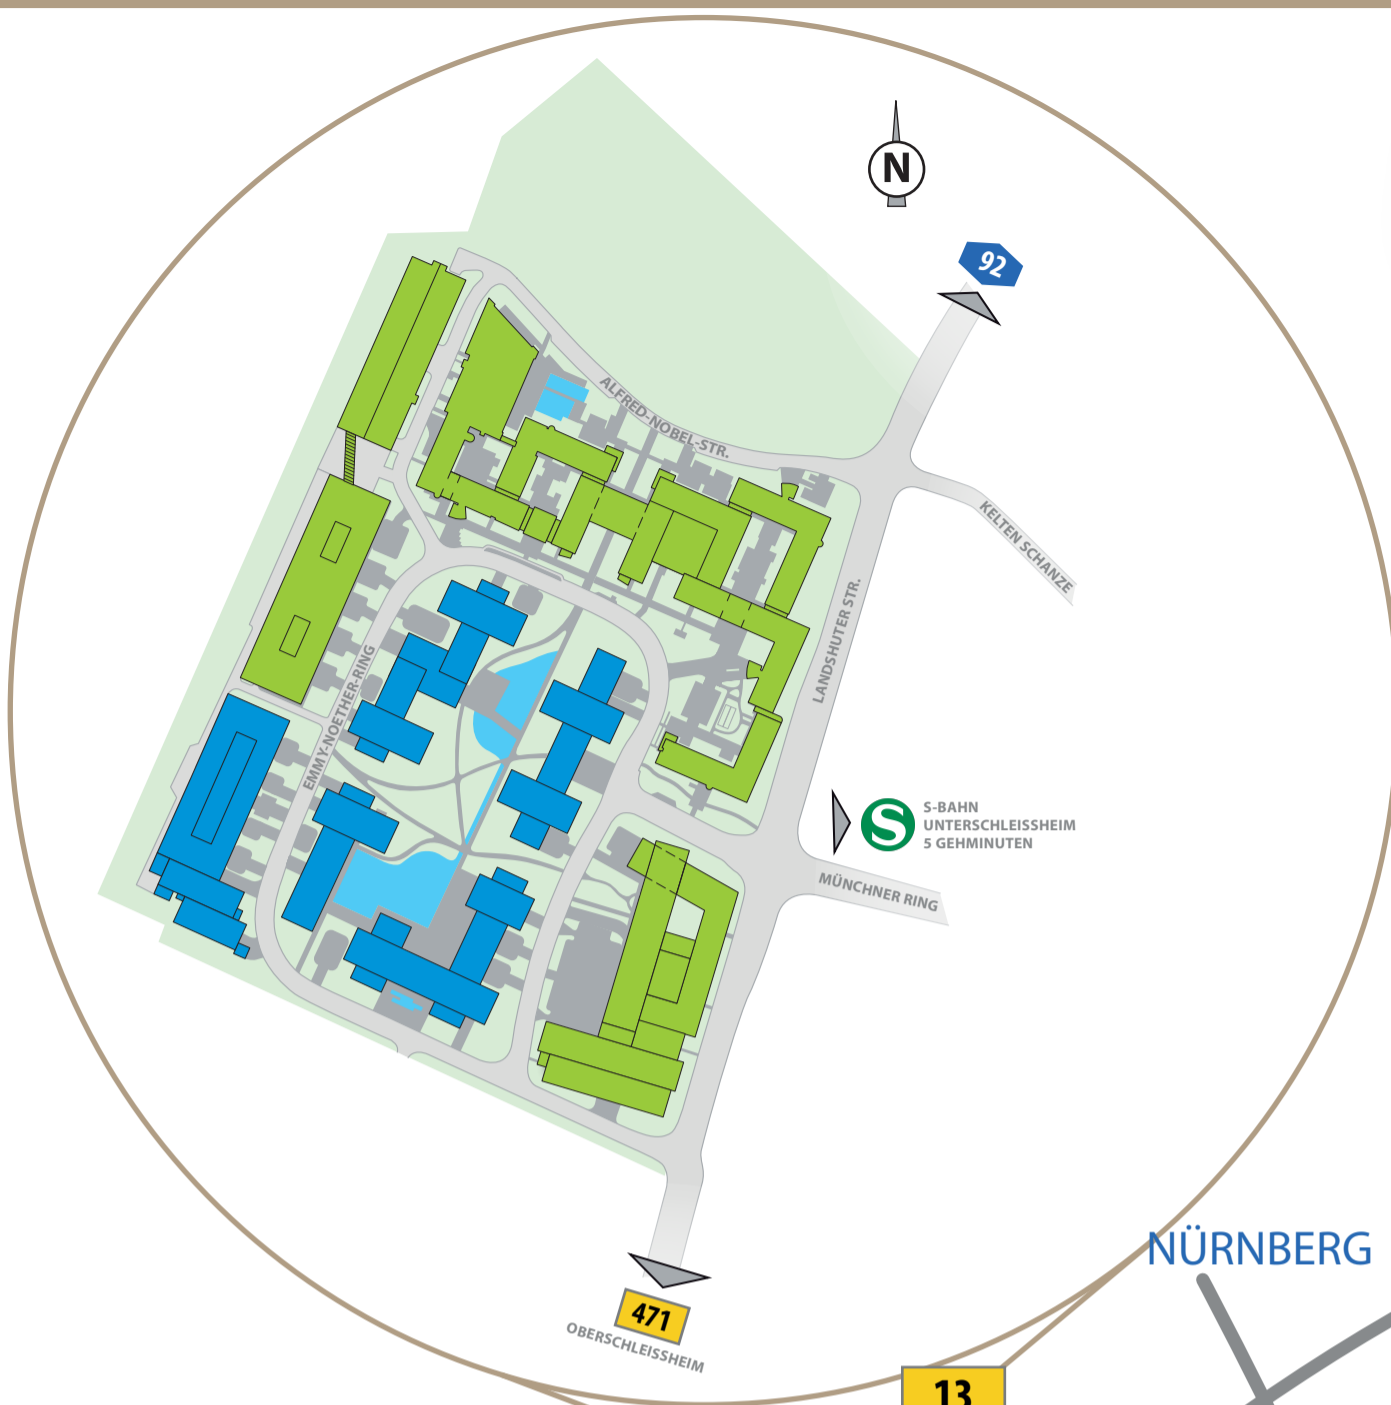 N
92
ALFRED-NOBEL-STR.
KELTEN SCHANZE
LANDSHUTER STR.
EMMY-NOETHER-RING
S
S-BAHN
UNTERSCHLEISSHEIM
5 GEHMINUTEN
MÜNCHNER RING
NÜRNBERG
471
OBERSCHLEISSHEIM
13